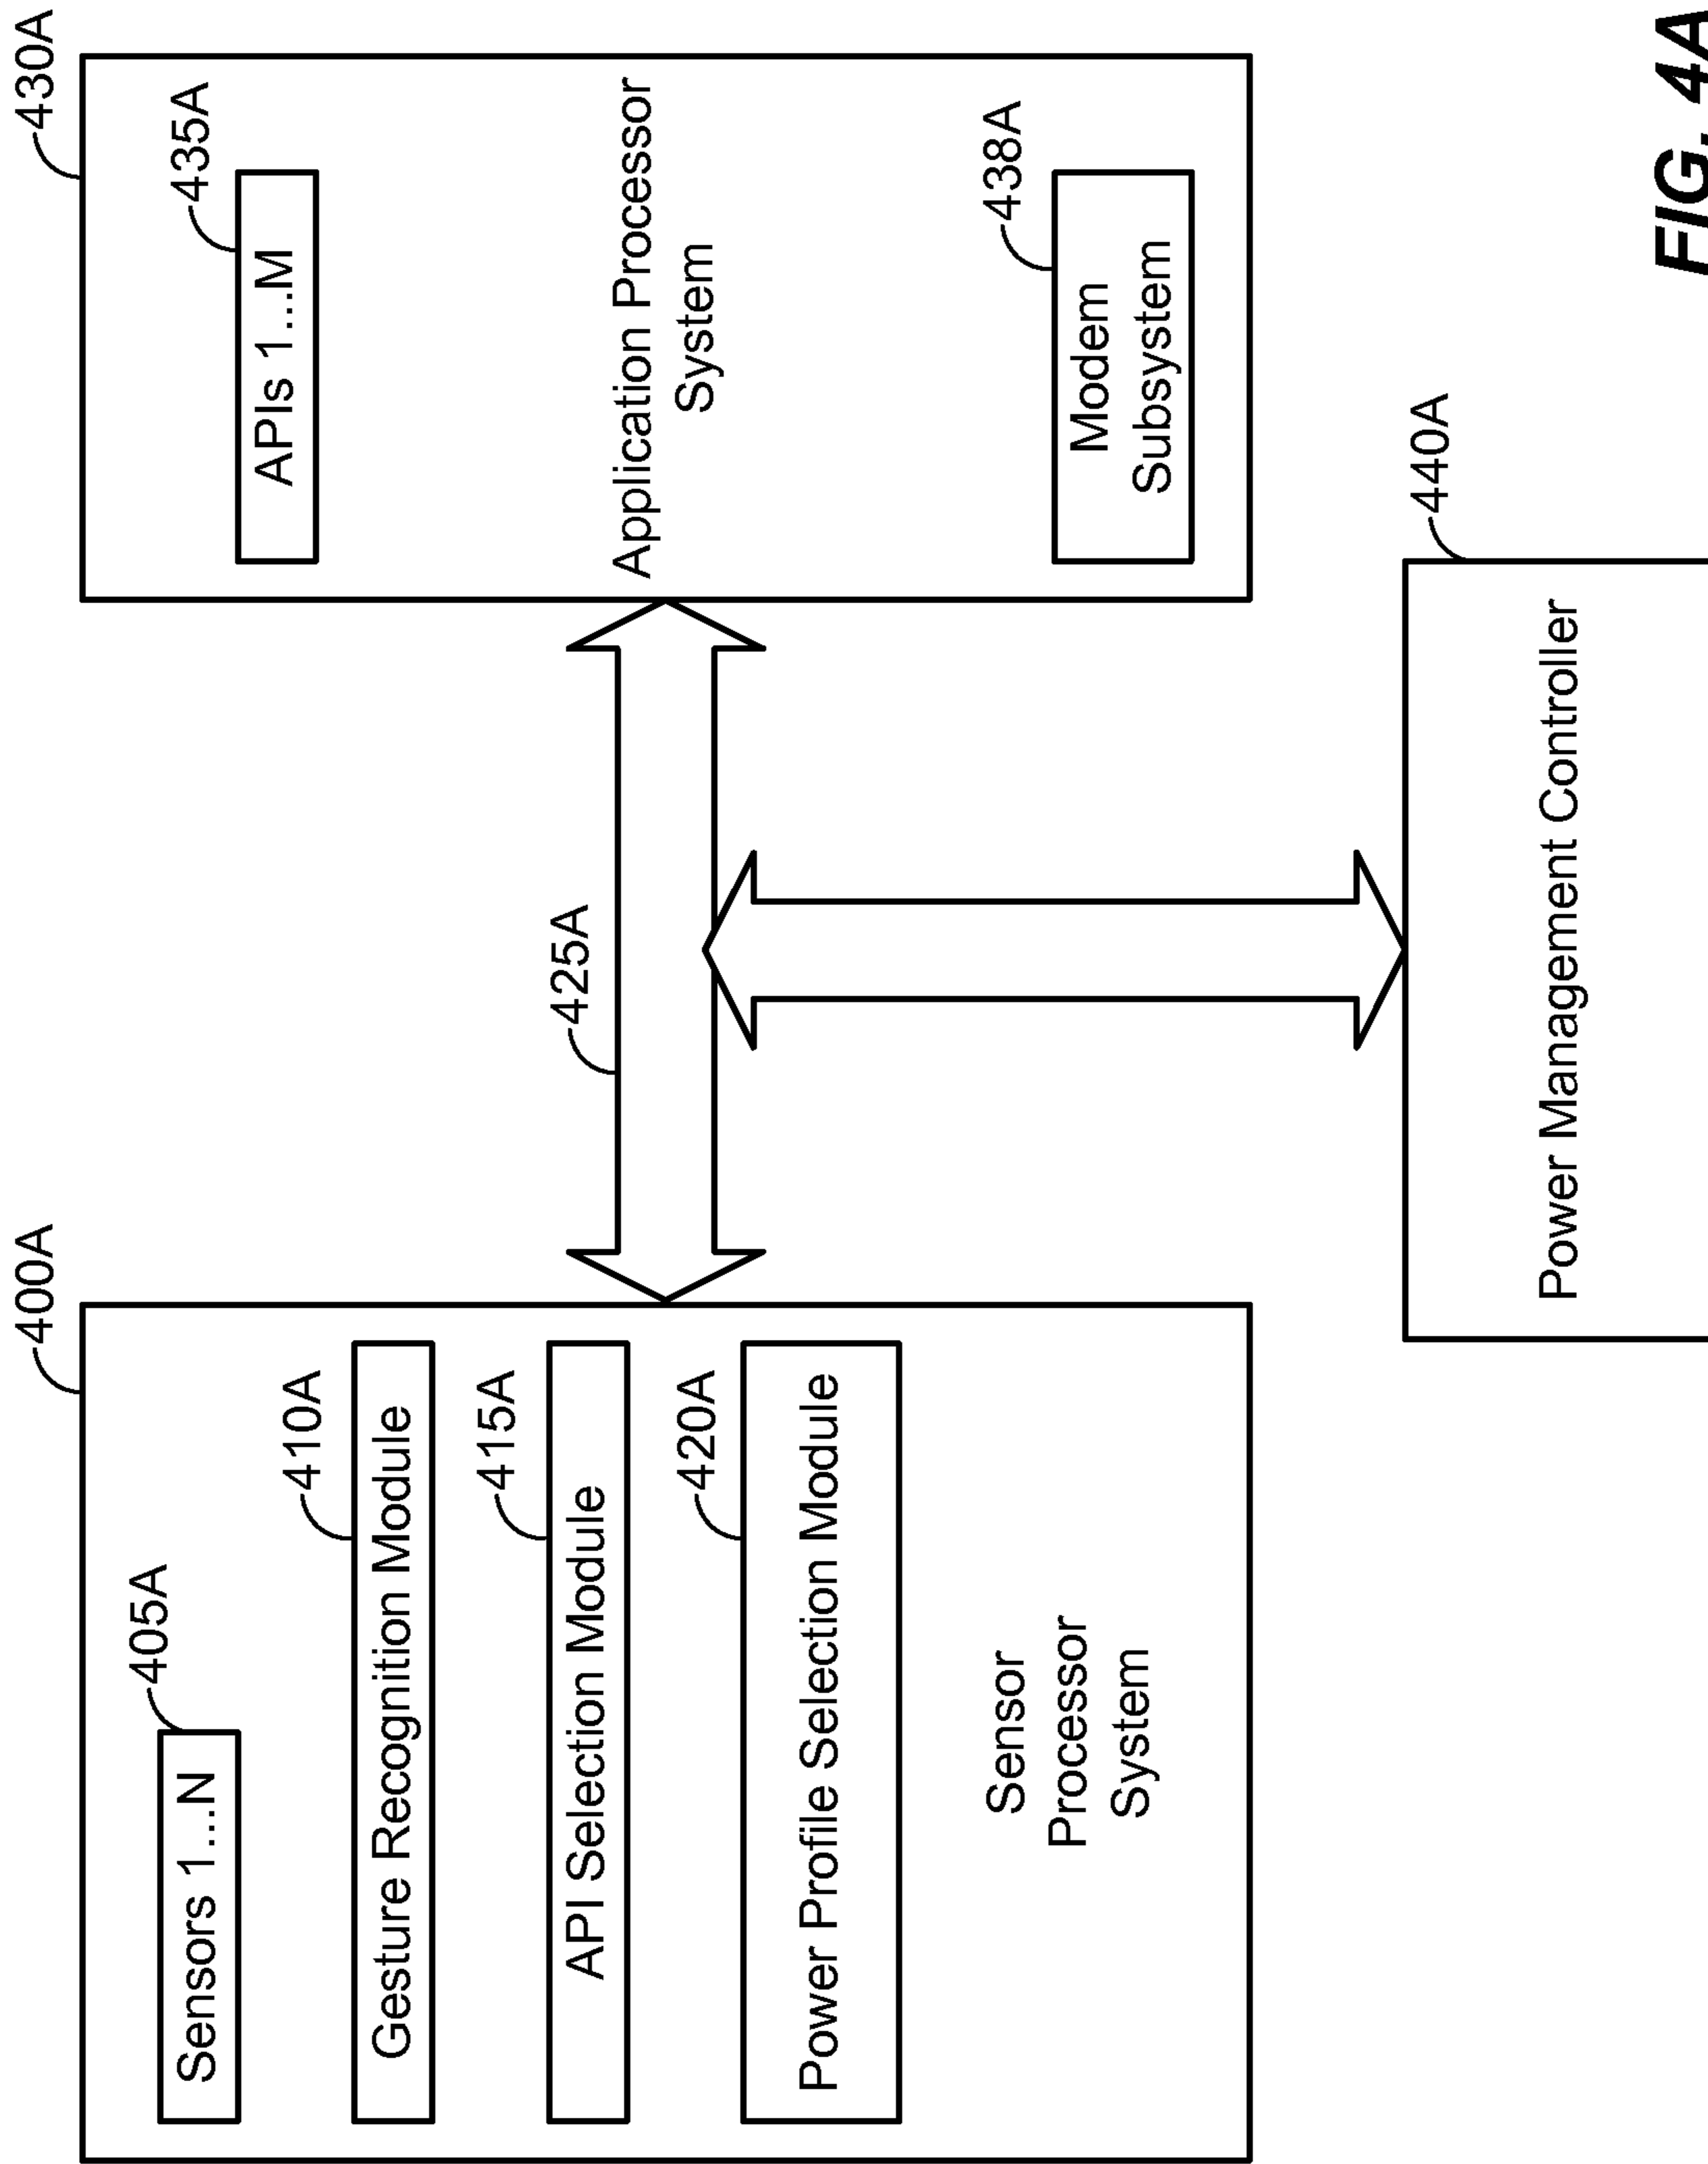 400A
405A
Sensors 1...N
410A
Gesture Recognition Module
415A
API Selection Module
420A
Power Profile Selection Module
Sensor
Processor
System
425A
430A
435A
APIs 1...M
Application Processor
System
438A
Modem
Subsystem
440A
Power Management Controller
FIG. 4A